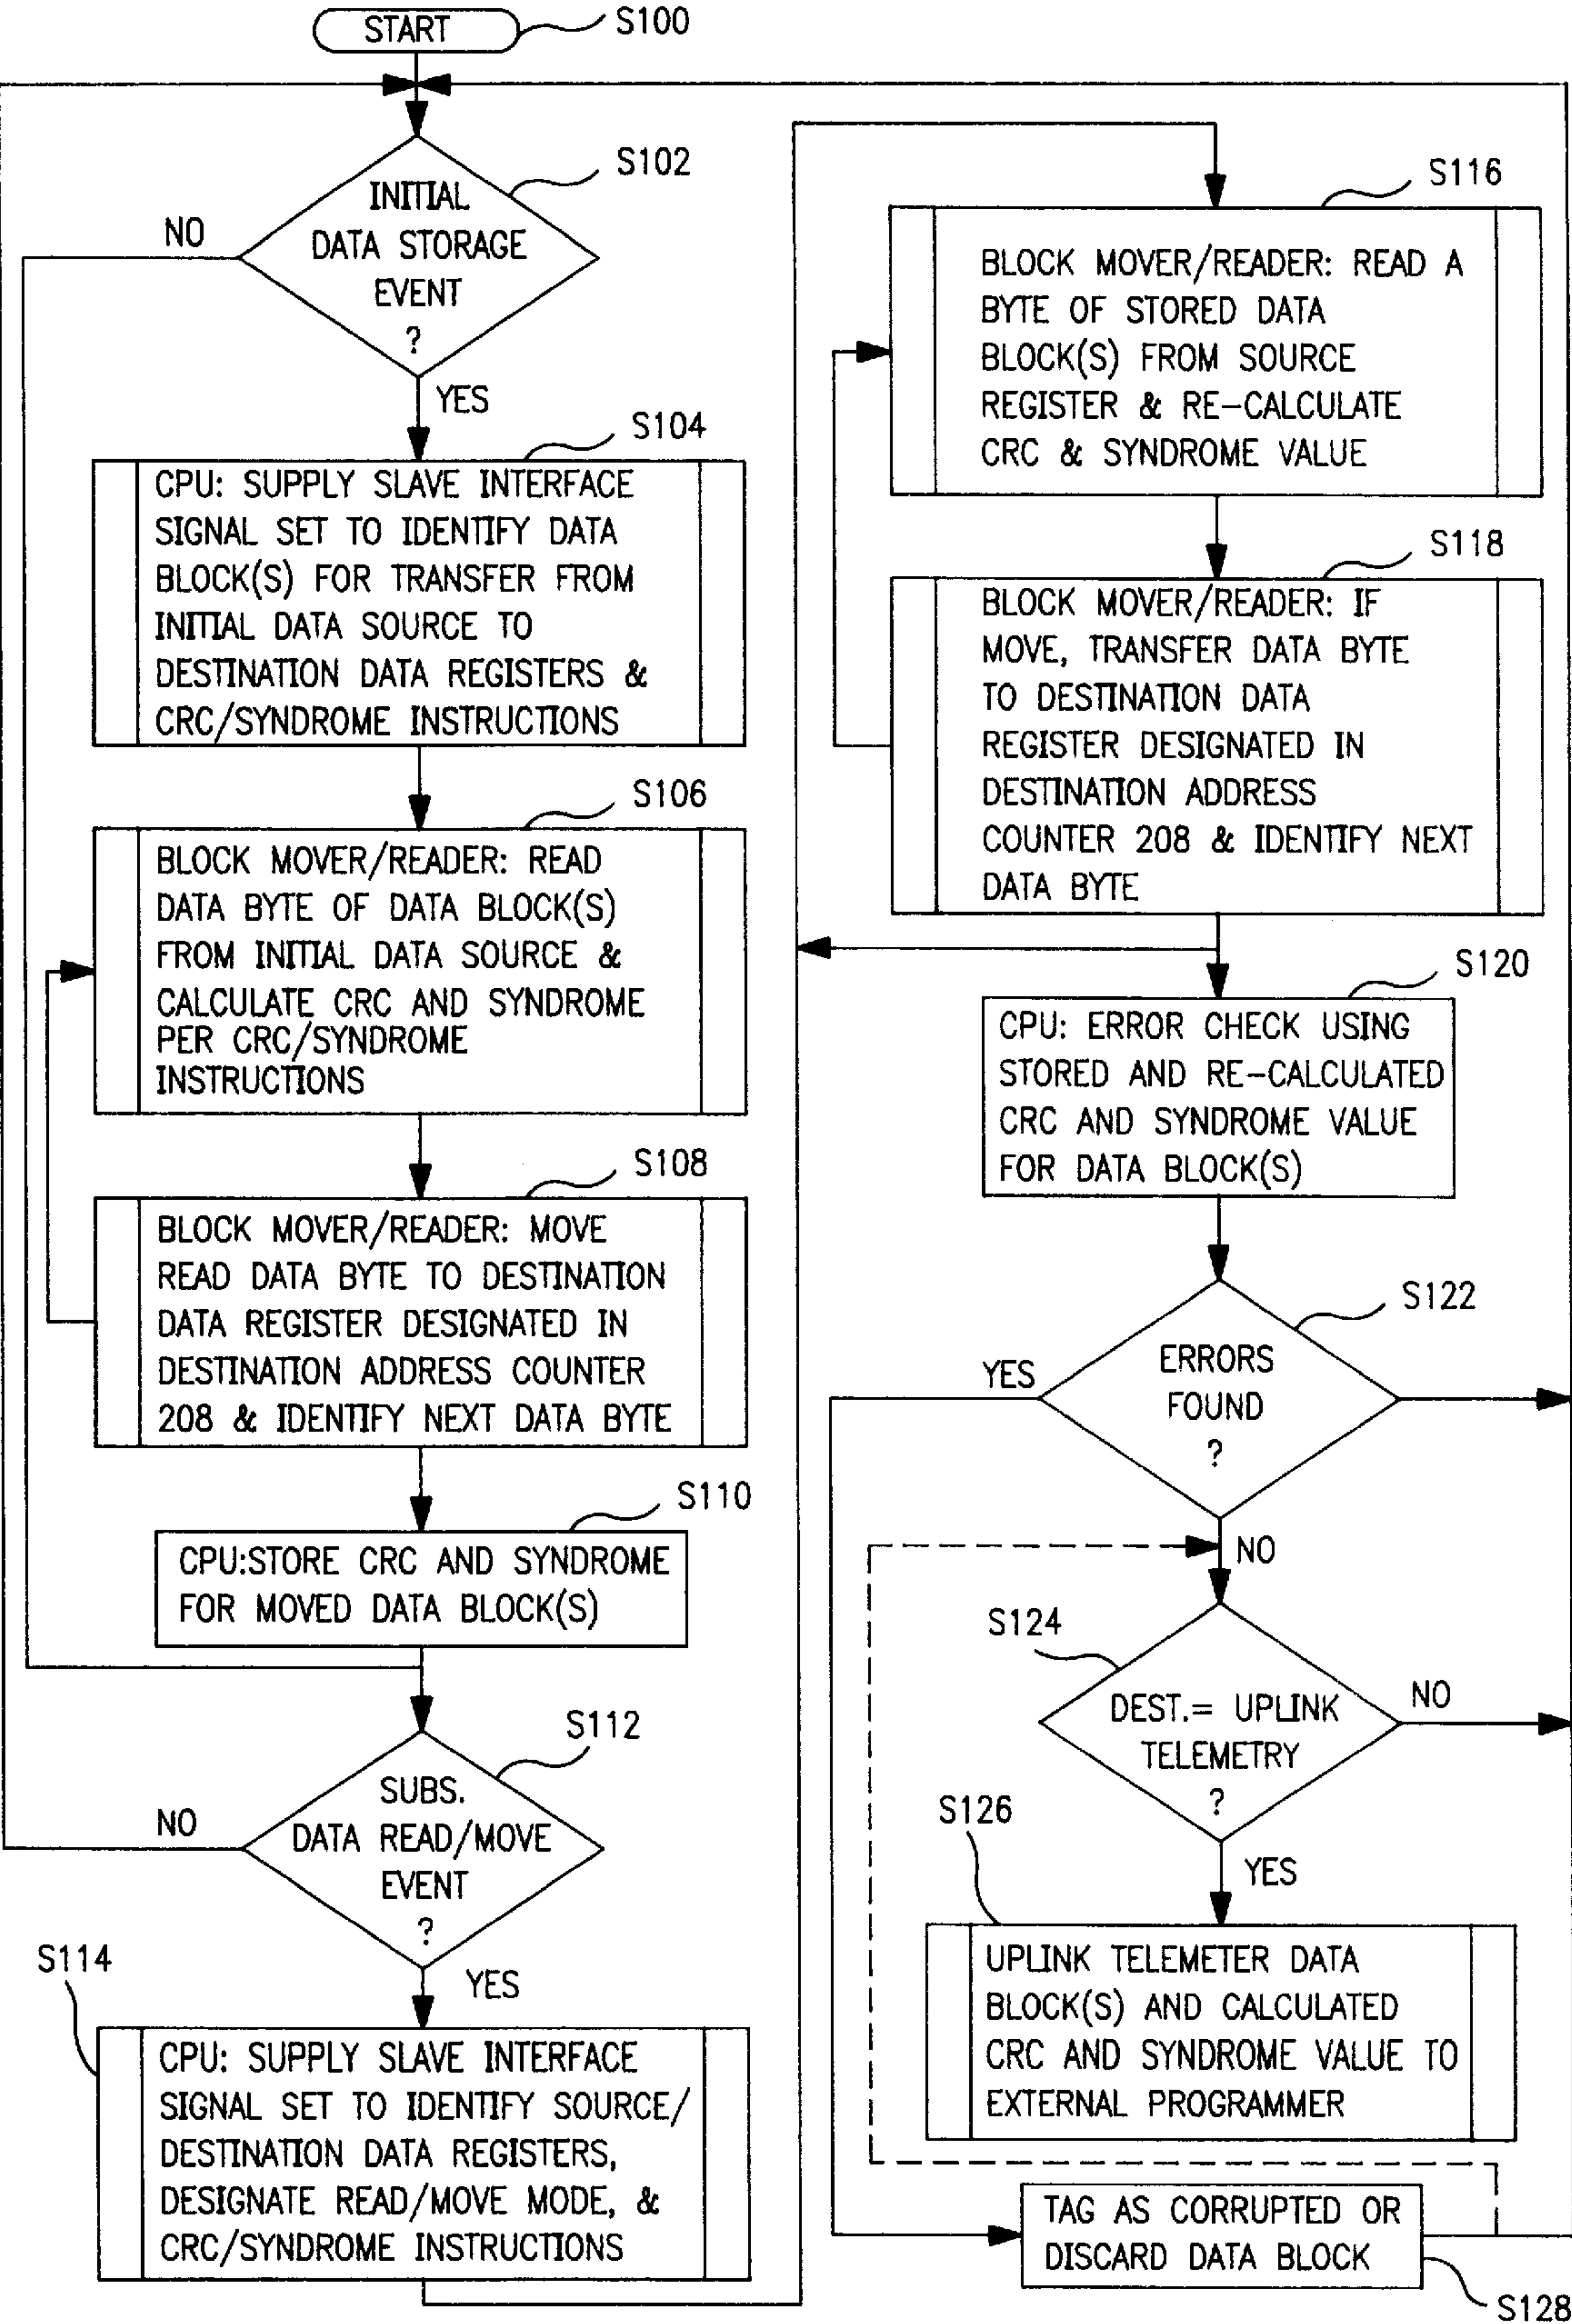 START
S100
S102
INITIAL
DATA STORAGE
EVENT
?
NO
YES
S104
CPU: SUPPLY SLAVE INTERFACE
SIGNAL SET TO IDENTIFY DATA
BLOCK(S) FOR TRANSFER FROM
INITIAL DATA SOURCE TO
DESTINATION DATA REGISTERS &
CRC/SYNDROME INSTRUCTIONS
S106
BLOCK MOVER/READER: READ
DATA BYTE OF DATA BLOCK(S)
FROM INITIAL DATA SOURCE &
CALCULATE CRC AND SYNDROME
PER CRC/SYNDROME
INSTRUCTIONS
S108
BLOCK MOVER/READER: MOVE
READ DATA BYTE TO DESTINATION
DATA REGISTER DESIGNATED IN
DESTINATION ADDRESS COUNTER
208 & IDENTIFY NEXT DATA BYTE
S110
CPU:STORE CRC AND SYNDROME
FOR MOVED DATA BLOCK(S)
S112
SUBS.
DATA READ/MOVE
EVENT
?
NO
YES
S114
CPU: SUPPLY SLAVE INTERFACE
SIGNAL SET TO IDENTIFY SOURCE/
DESTINATION DATA REGISTERS,
DESIGNATE READ/MOVE MODE, &
CRC/SYNDROME INSTRUCTIONS
S116
BLOCK MOVER/READER: READ A
BYTE OF STORED DATA
BLOCK(S) FROM SOURCE
REGISTER & RE-CALCULATE
CRC & SYNDROME VALUE
S118
BLOCK MOVER/READER: IF
MOVE, TRANSFER DATA BYTE
TO DESTINATION DATA
REGISTER DESIGNATED IN
DESTINATION ADDRESS
COUNTER 208 & IDENTIFY NEXT
DATA BYTE
S120
CPU: ERROR CHECK USING
STORED AND RE-CALCULATED
CRC AND SYNDROME VALUE
FOR DATA BLOCK(S)
S122
ERRORS
FOUND
?
YES
NO
S124
DEST.= UPLINK
TELEMETRY
?
NO
YES
S126
UPLINK TELEMETER DATA
BLOCK(S) AND CALCULATED
CRC AND SYNDROME VALUE TO
EXTERNAL PROGRAMMER
TAG AS CORRUPTED OR
DISCARD DATA BLOCK
S128